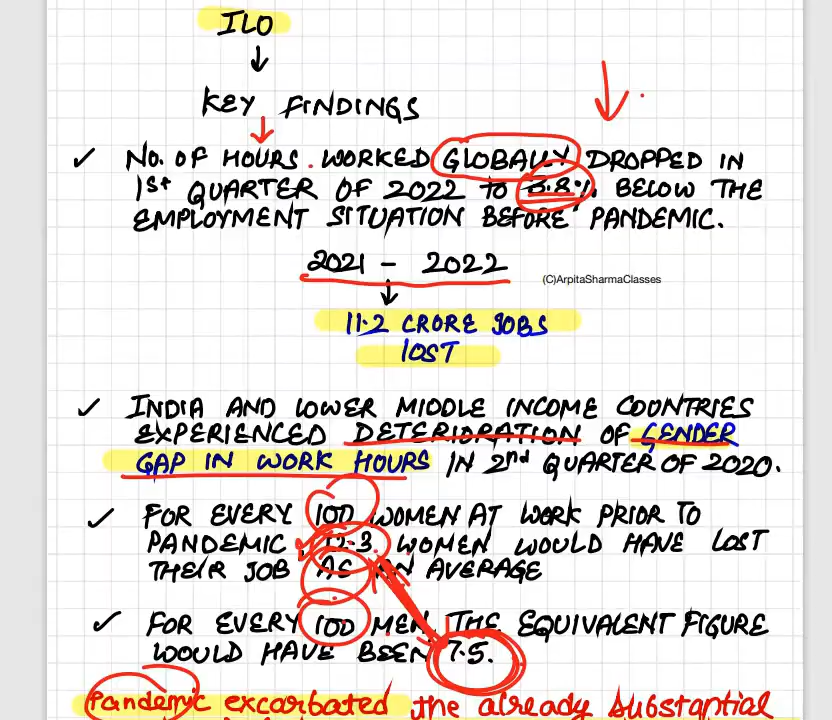 ILO
KEY FINDINGS
✓ NO. OF HOURS WORKED GLOBALLY DROPPED IN
1St QUARTER OF 2022 to 3.8% BELOW THE
EMPLOYMENT SITUATION BEFORE PANDEMIC.
2021 - 2022
(C)ArpitaSharmaClasses
11.2 CRORE JOBS
LOST
✓ INDIA AND LOWER MIDDLE INCOME COUNTRIES
EXPERIENCED DETERIORATION OF GENDER
GAP IN WORK HOURS IN 2nd QUARTER OF 2020.
✓ FOR EVERY 100 WOMEN AT WORK PRIOR TO
PANDEMIC, 12.3 WOMEN WOULD HAVE LOST
THEIR JOB AS AN AVERAGE
✓ FOR EVERY 100 MEN THE EQUIVALENT FIGURE
WOULD HAVE BEEN 7.5.
Pandemic excarbated the already substantial